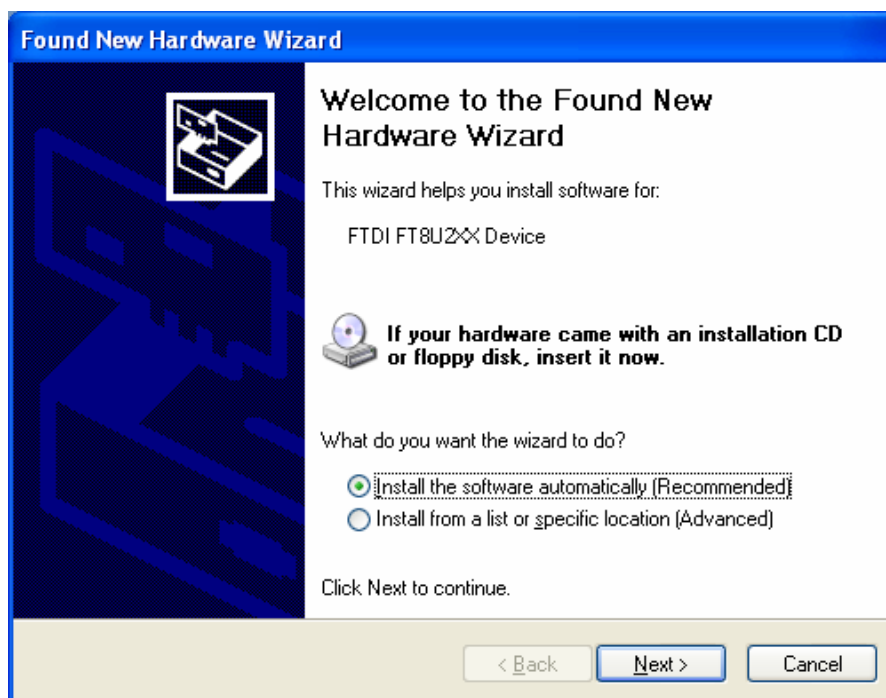 Found New Hardware Wizard
Welcome to the Found New
Hardware Wizard
This wizard helps you install software for:
FTDI FT8U2XX Device
If your hardware came with an installation CD
or floppy disk, insert it now.
What do you want the wizard to do?
Install the software automatically (Recommended)
Install from a list or specific location (Advanced)
Click Next to continue.
< Back
Next >
Cancel